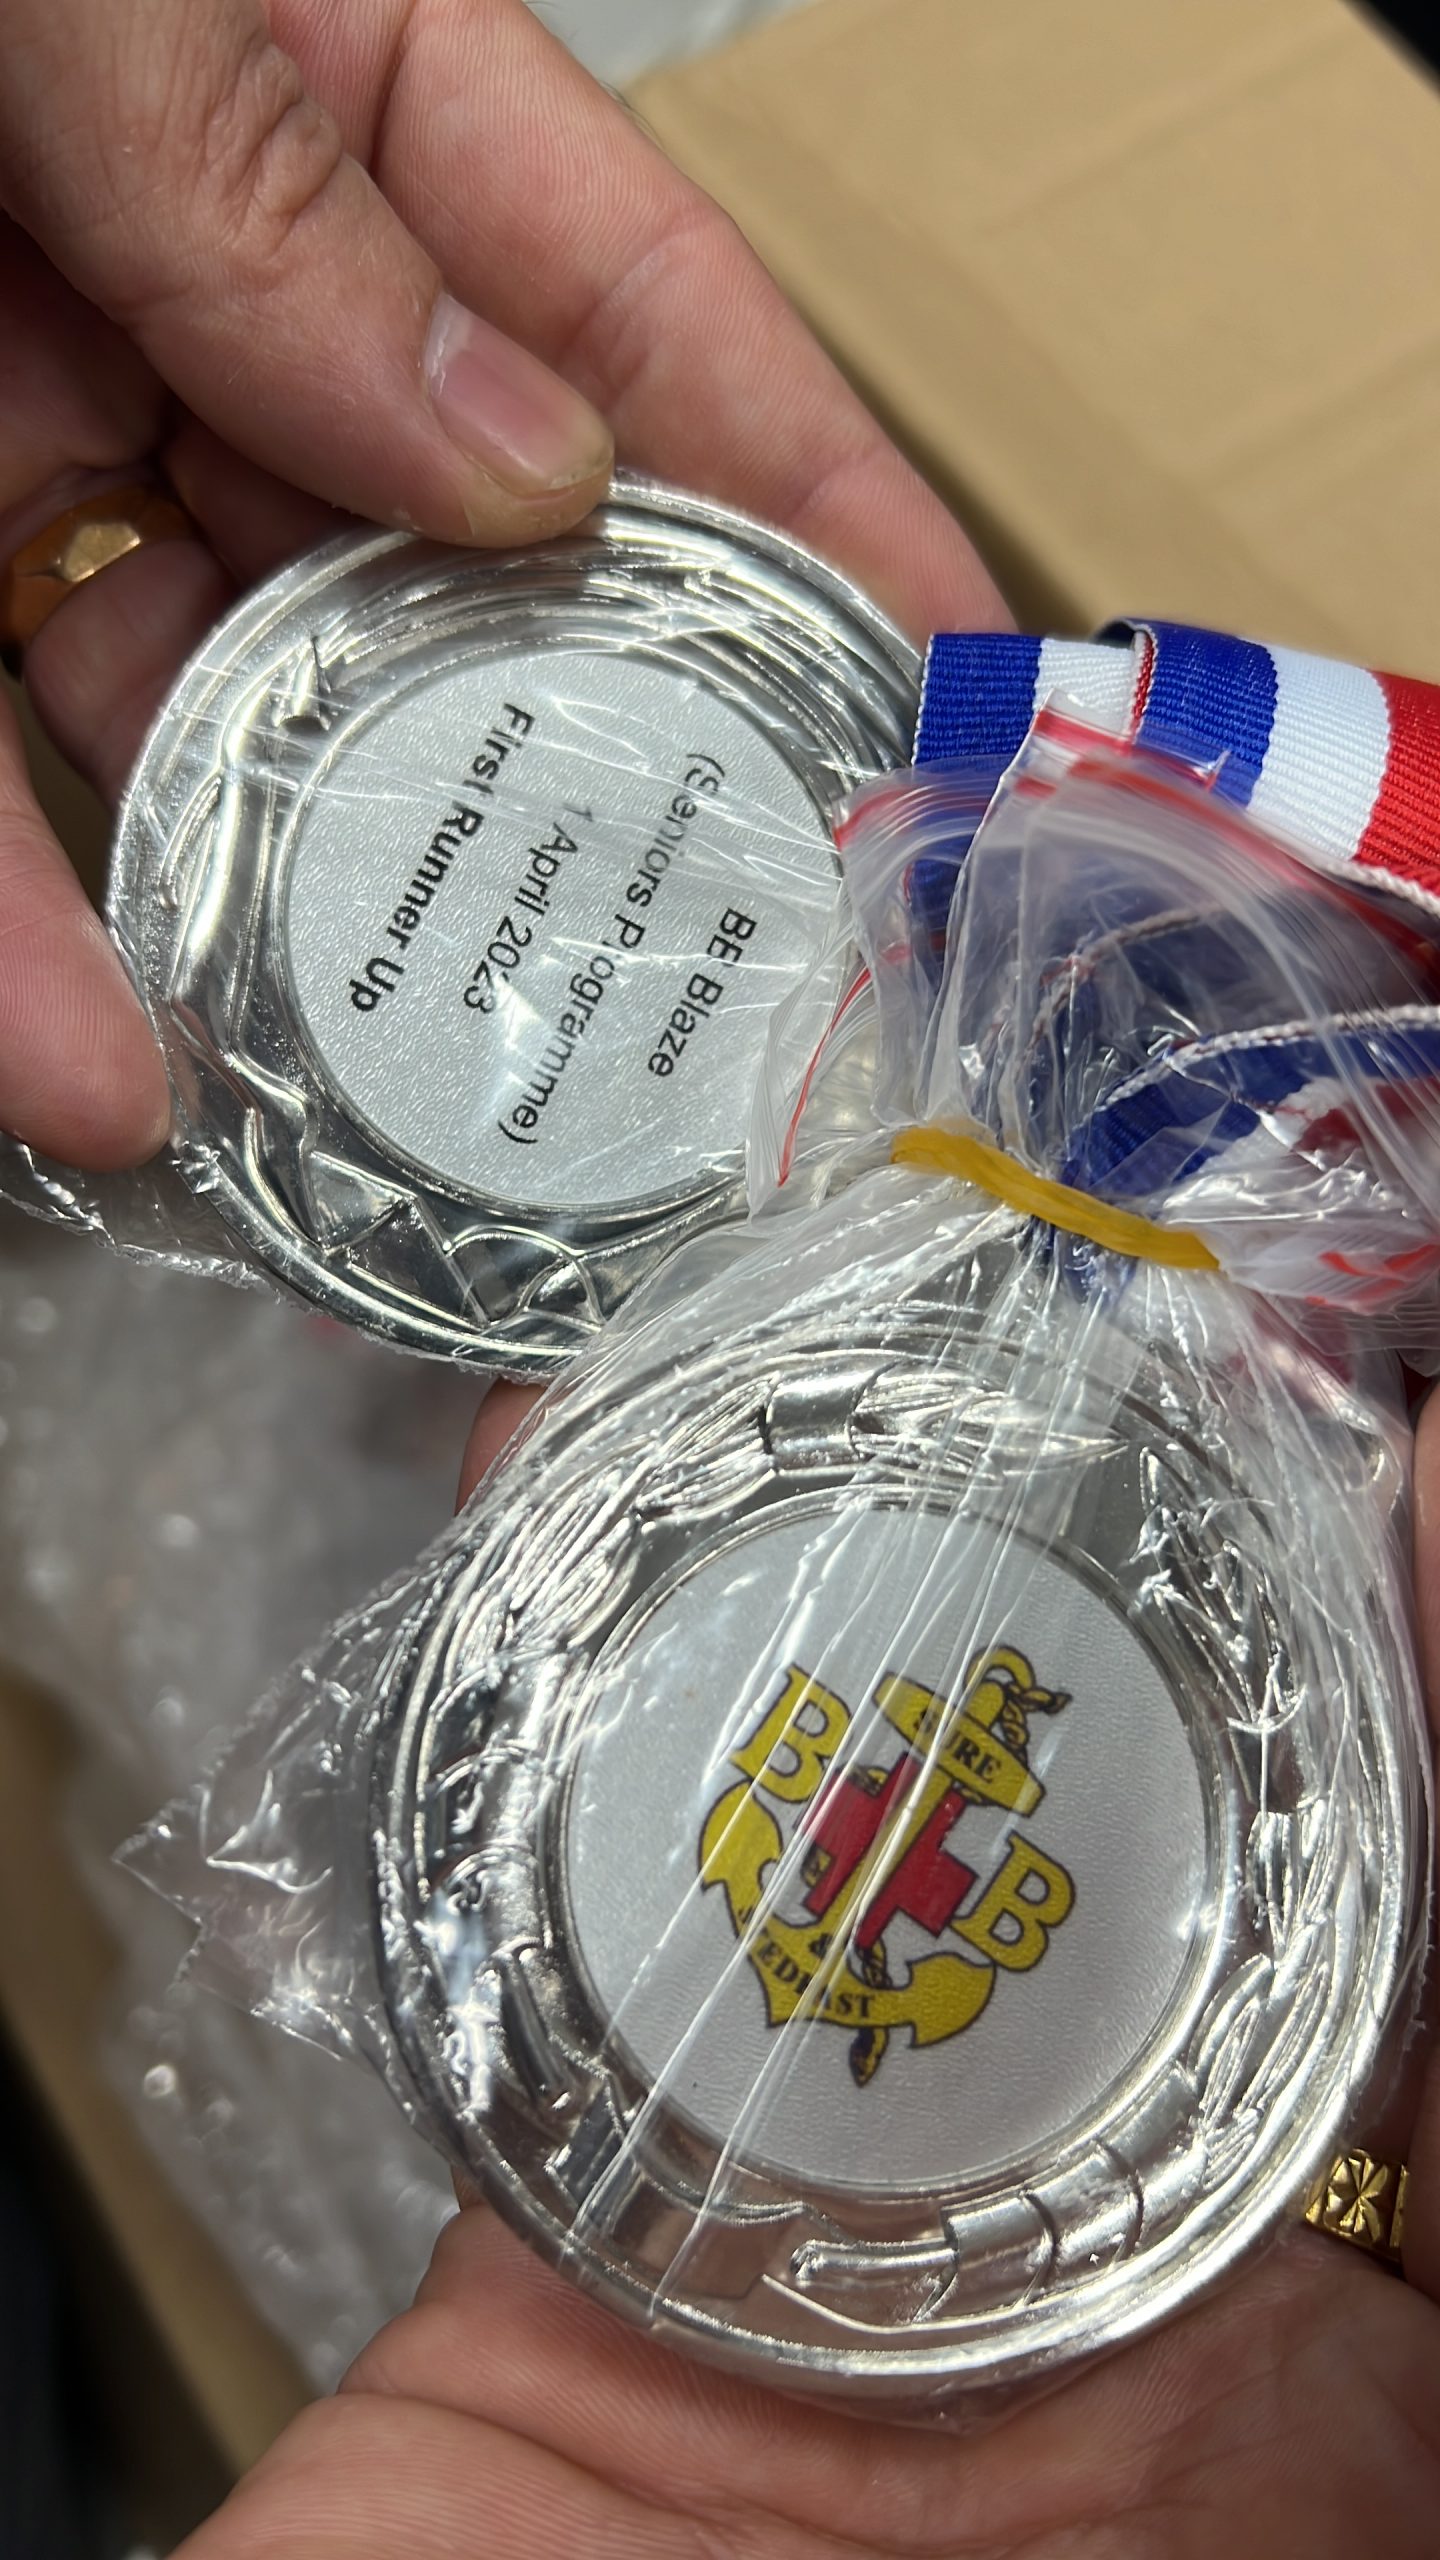 BE Blaze
(Seniors Programme)
1 April 2023
First Runner Up
B B
SURE
&
STEDFAST